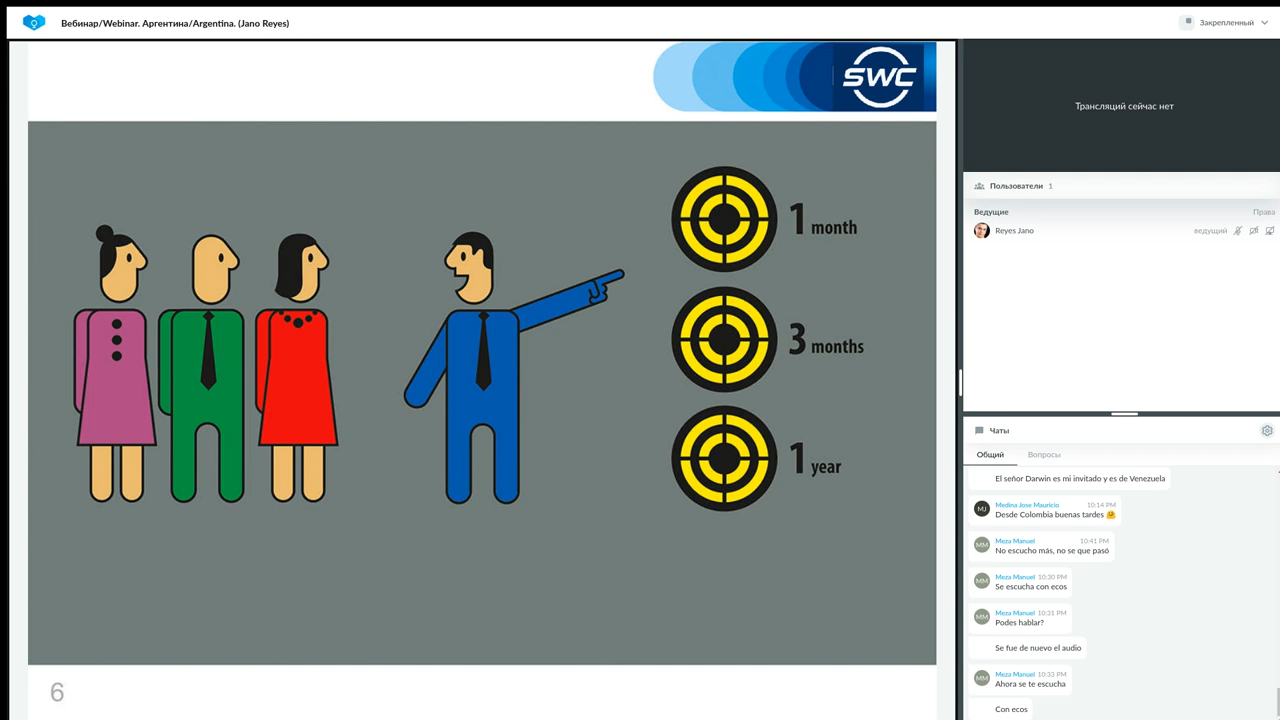 Вебинар/Webinar. Аргентина/Argentina. (Jano Reyes)
Закрепленный
SWC
1 month
3 months
1 year
6
Трансляций сейчас нет
Пользователи 1
Ведущие Права
Reyes Jano ведущий
Чаты
Общий Вопросы
El señor Darwin es mi invitado y es de Venezuela
MJ Medina Jose Mauricio 10:14 PM
Desde Colombia buenas tardes 🤗
MM Meza Manuel 10:41 PM
No escucho más, no se que pasó
MM Meza Manuel 10:30 PM
Se escucha con ecos
MM Meza Manuel 10:31 PM
Podes hablar?
Se fue de nuevo el audio
MM Meza Manuel 10:33 PM
Ahora se te escucha
Con ecos